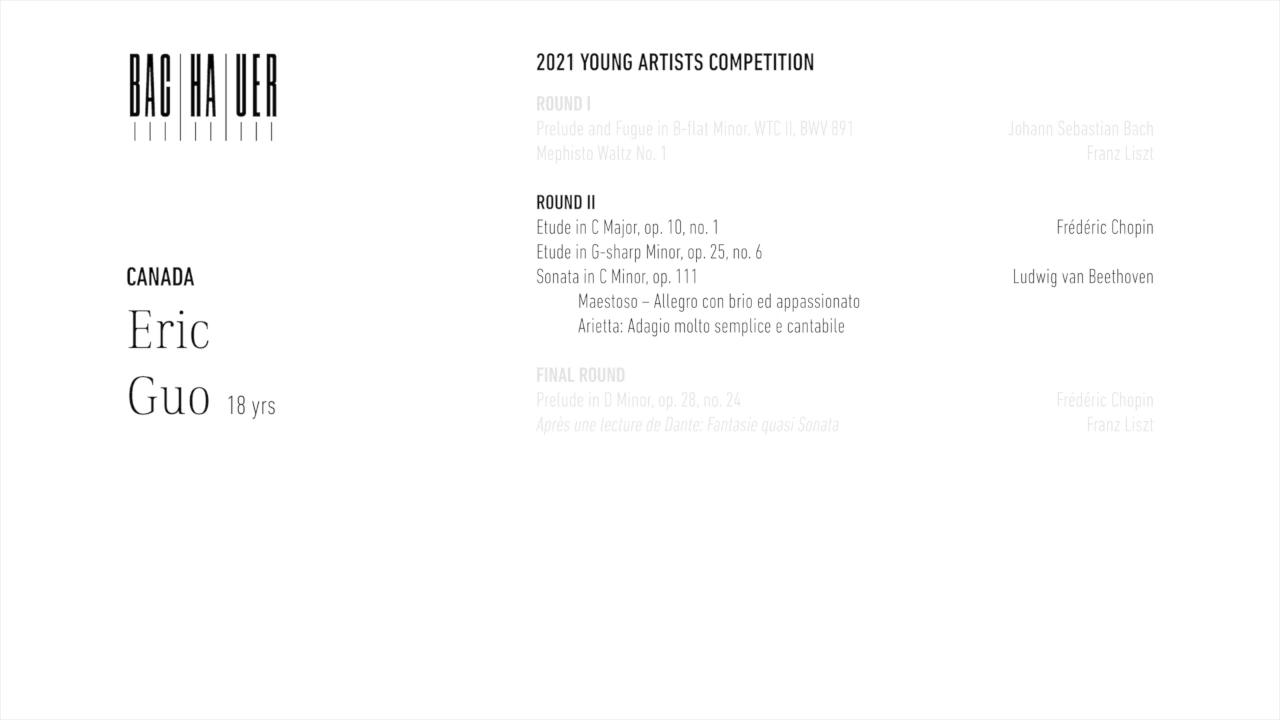 BACHAUER
2021 YOUNG ARTISTS COMPETITION
ROUND I
Prelude and Fugue in B-flat Minor, WTC II, BWV 891 Johann Sebastian Bach
Mephisto Waltz No. 1 Franz Liszt
ROUND II
Etude in C Major, op. 10, no. 1 Frédéric Chopin
Etude in G-sharp Minor, op. 25, no. 6
Sonata in C Minor, op. 111 Ludwig van Beethoven
Maestoso – Allegro con brio ed appassionato
Arietta: Adagio molto semplice e cantabile
FINAL ROUND
Prelude in D Minor, op. 28, no. 24 Frédéric Chopin
Après une lecture de Dante: Fantasie quasi Sonata Franz Liszt
CANADA
Eric
Guo 18 yrs